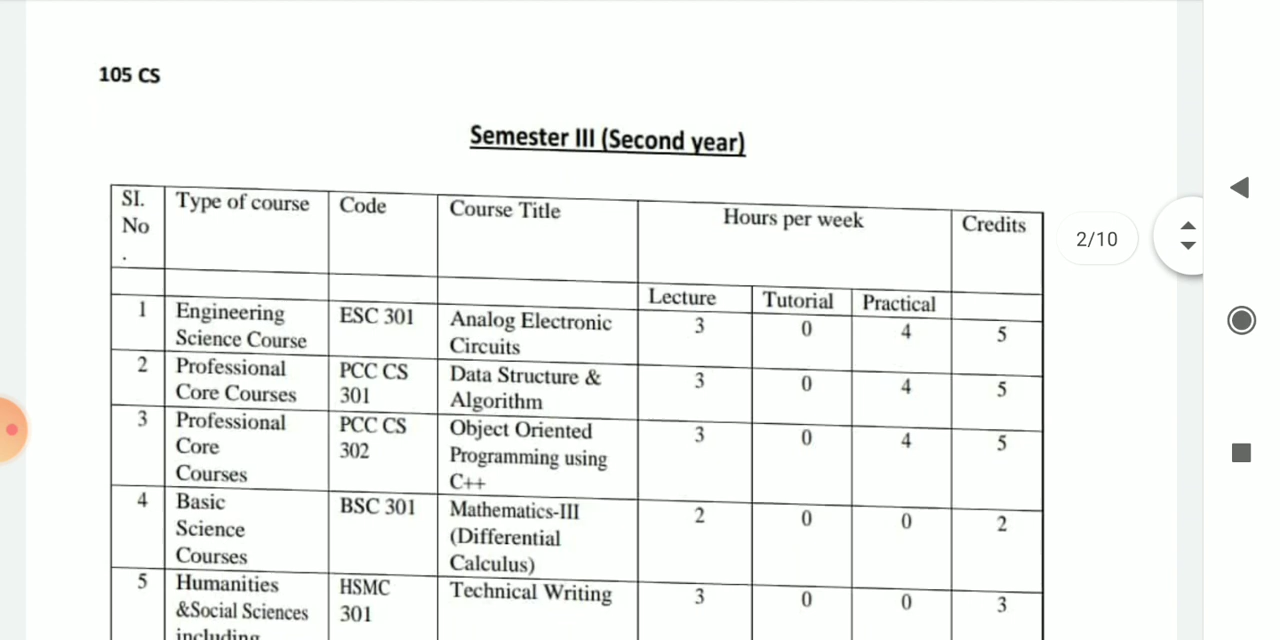 105 CS
Semester III (Second year)
SI. No . Type of course Code Course Title Hours per week Credits
Lecture Tutorial Practical
1 Engineering Science Course ESC 301 Analog Electronic Circuits 3 0 4 5
2 Professional Core Courses PCC CS 301 Data Structure & Algorithm 3 0 4 5
3 Professional Core Courses PCC CS 302 Object Oriented Programming using C++ 3 0 4 5
4 Basic Science Courses BSC 301 Mathematics-III (Differential Calculus) 2 0 0 2
5 Humanities &Social Sciences including HSMC 301 Technical Writing 3 0 0 3
2/10